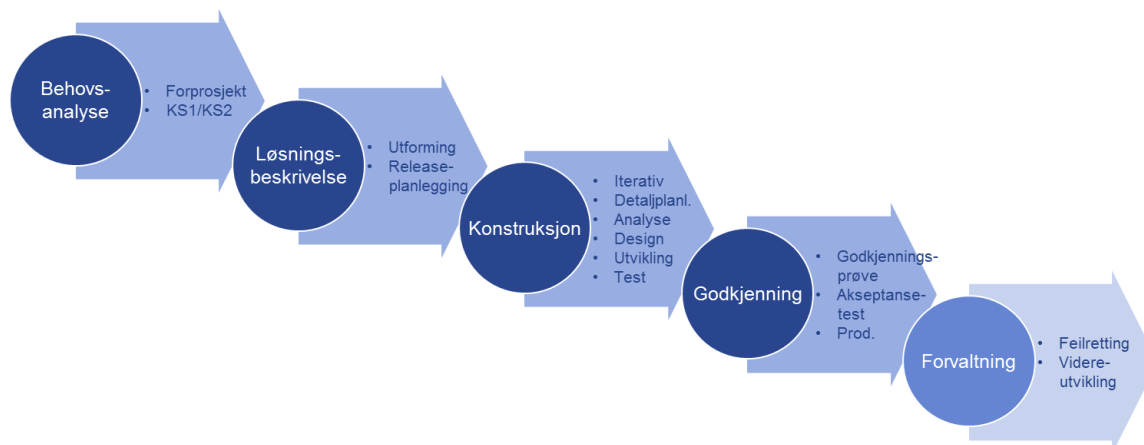 Behovs-
analyse
• Forprosjekt
• KS1/KS2
Løsnings-
beskrivelse
• Utforming
• Release-
planlegging
Konstruksjon
• Iterativ
• Detaljplanl.
• Analyse
• Design
• Utvikling
• Test
Godkjenning
• Godkjennings-
prøve
• Akseptanse-
test
• Prod.
Forvaltning
• Feilretting
• Videre-
utvikling